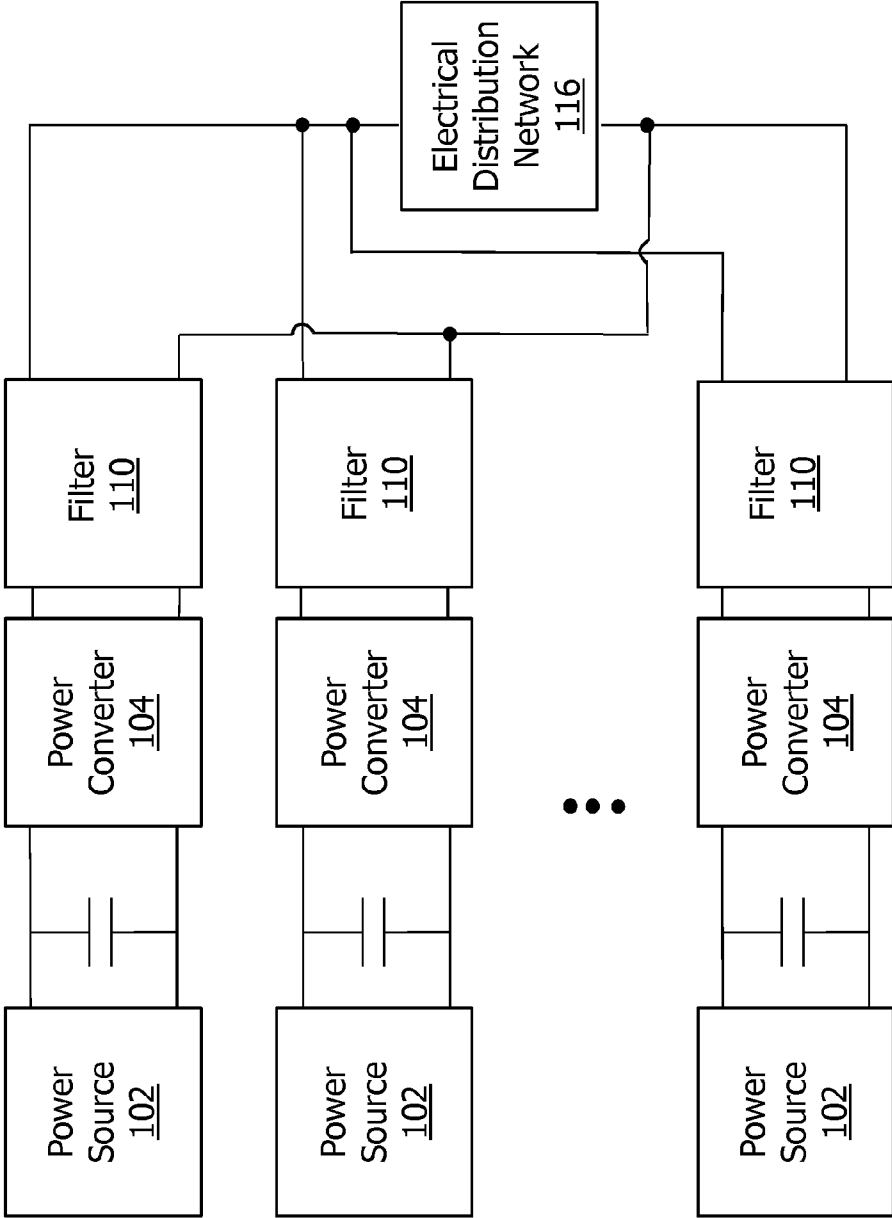 Power
Source
102
Power
Converter
104
Filter
110
Power
Source
102
Power
Converter
104
Filter
110
Power
Source
102
Power
Converter
104
Filter
110
Electrical
Distribution
Network
116